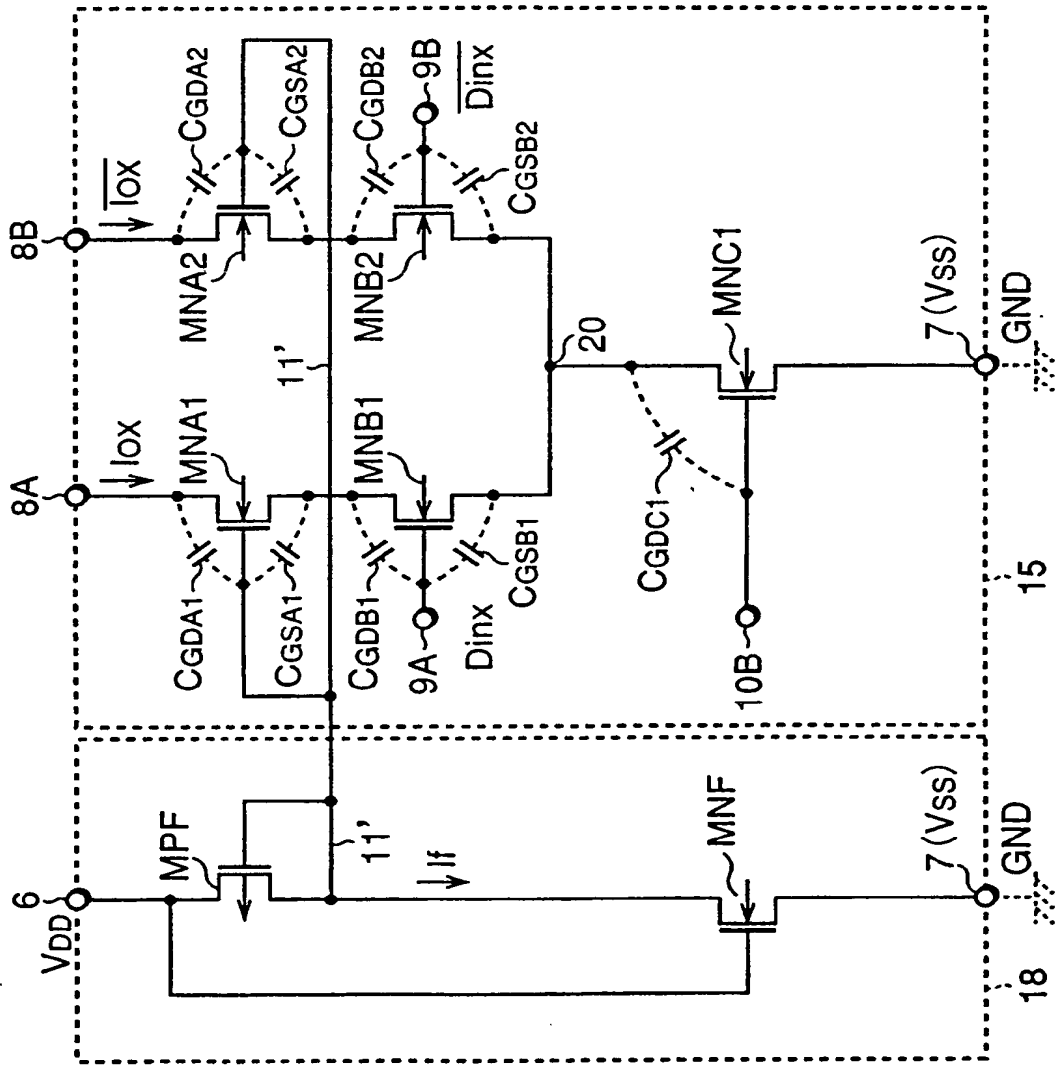 8A
8B
IOX
IOX
CGDA1
MNA1
CGSA1
MNA2
CGDA2
CGSA2
11'
CGDB1
MNB1
9A
Dinx
CGSB1
MNB2
CGDB2
9B
Dinx
CGSB2
20
CGDC1
MNC1
10B
7 (VSS)
GND
15
6
VDD
MPF
11'
If
MNF
7 (VSS)
GND
18